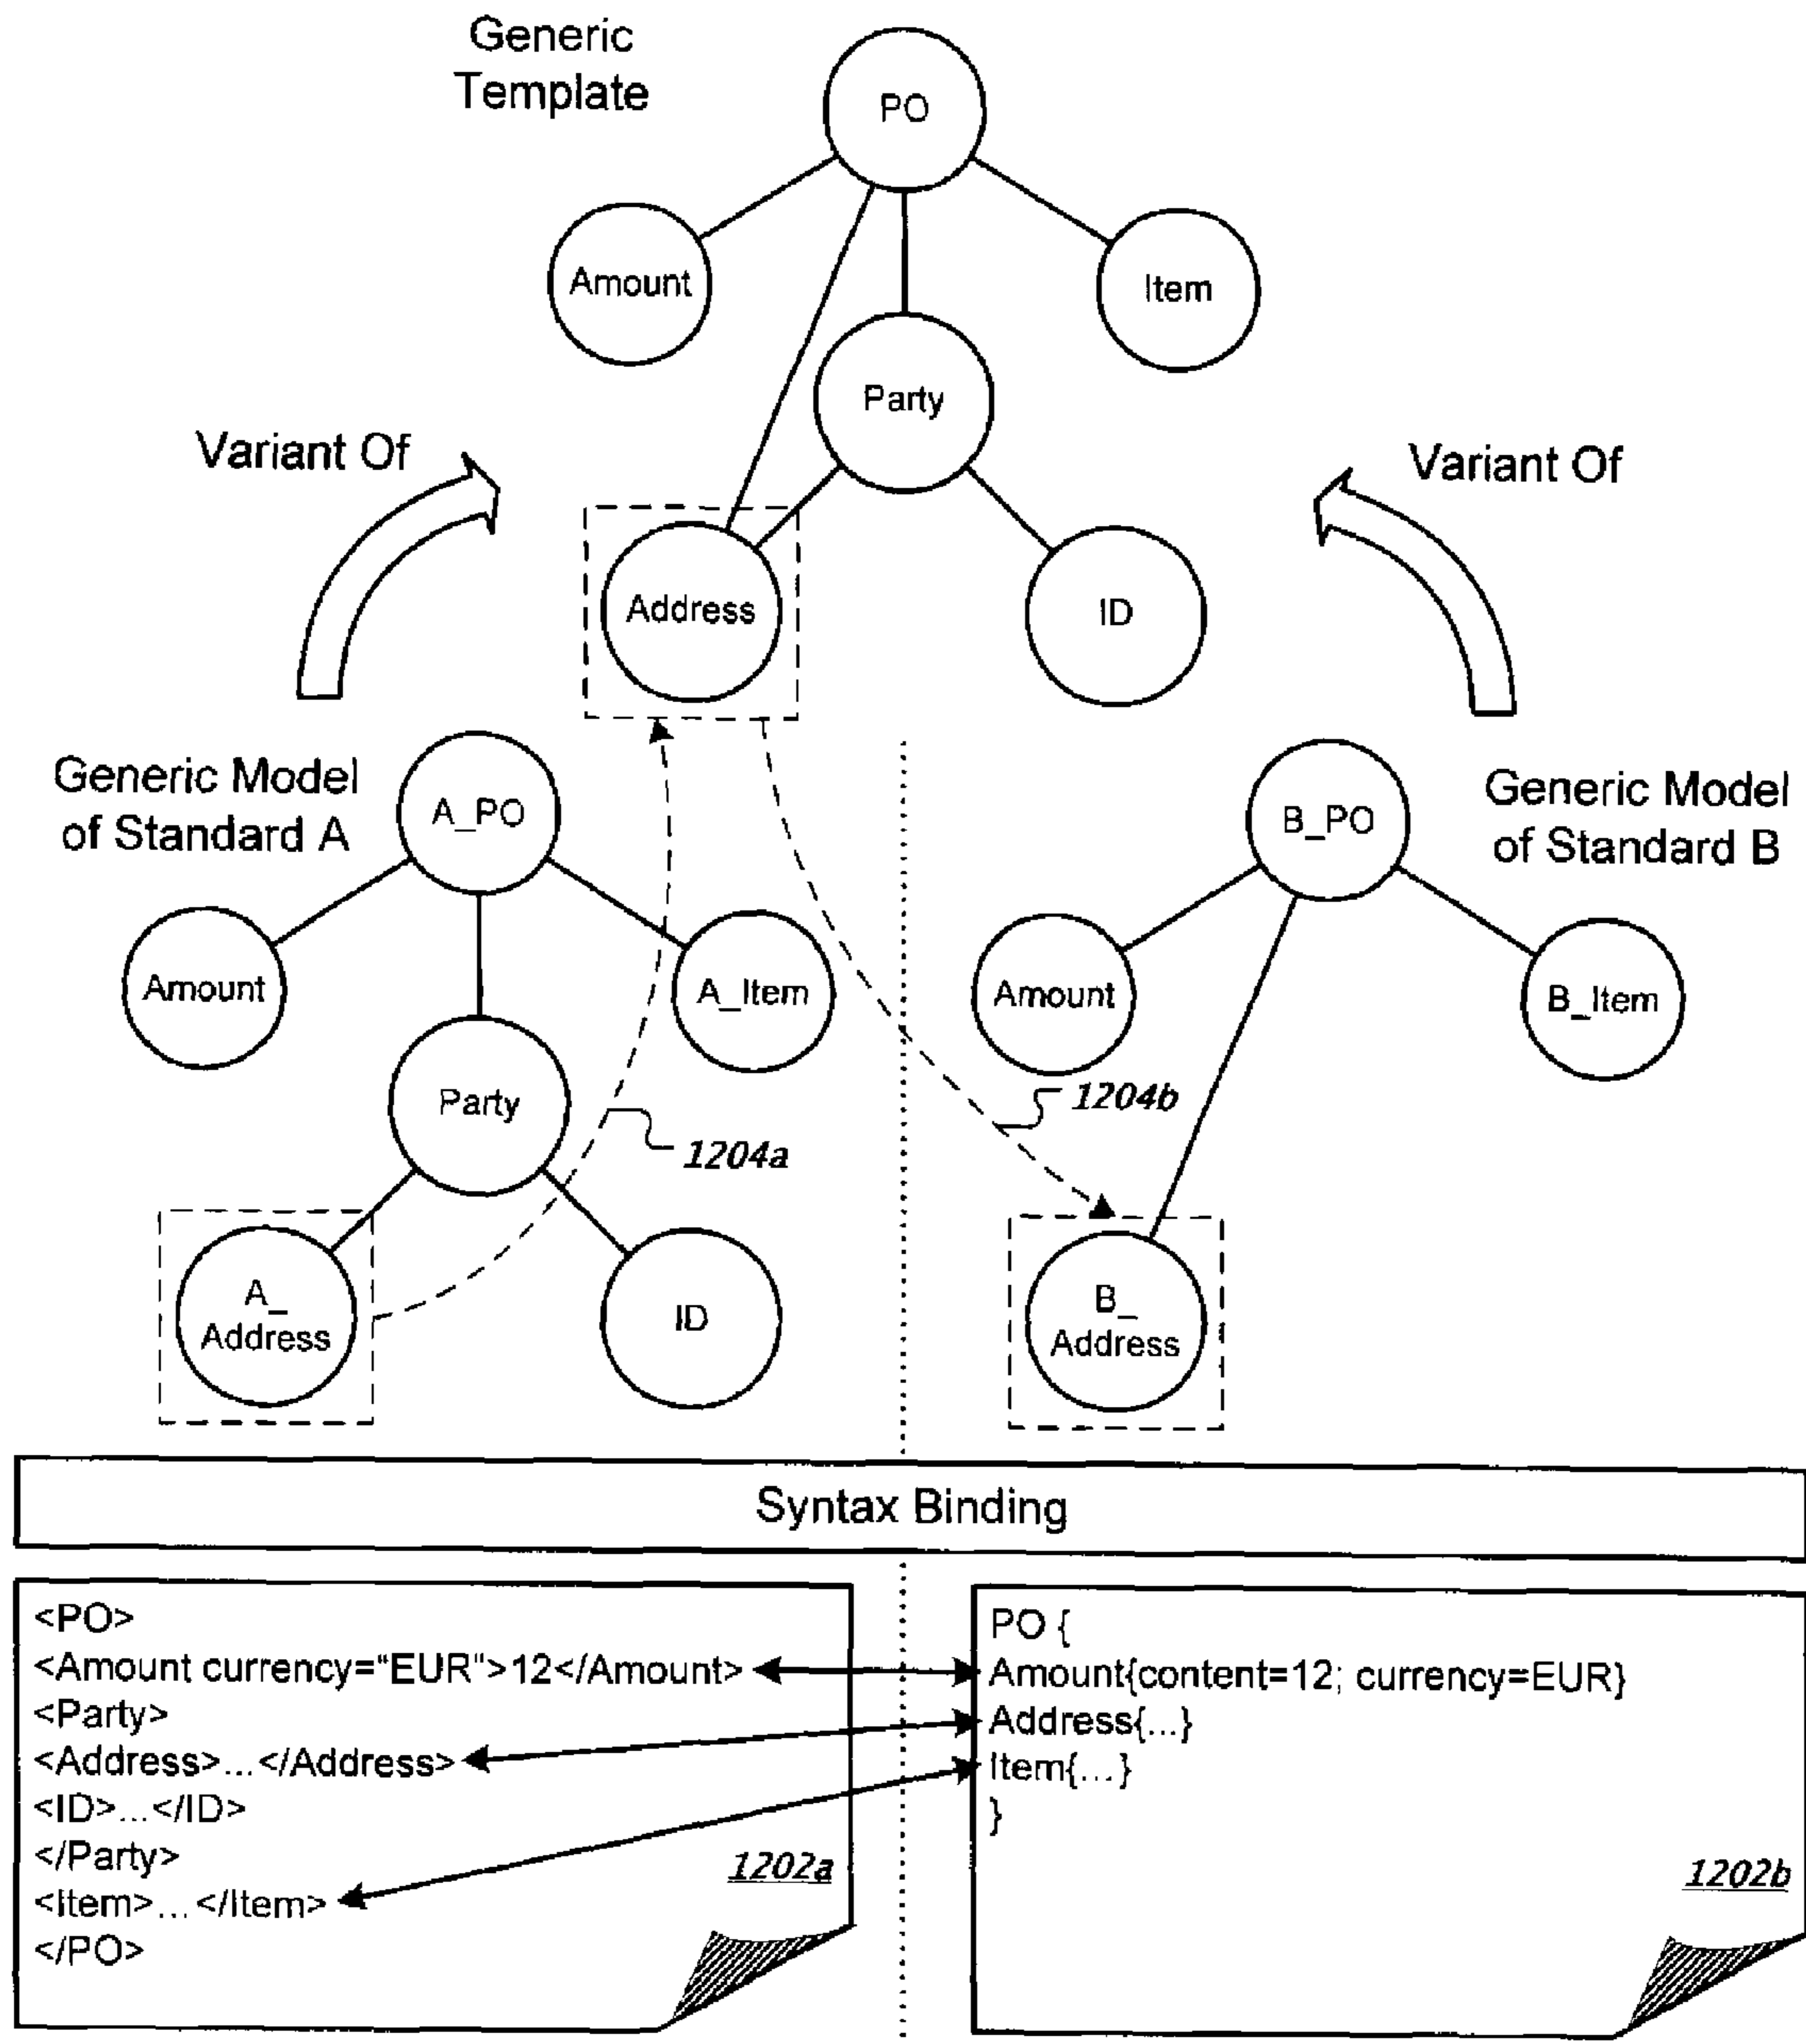 Generic
Template
PO
Amount
Item
Party
Variant Of
Variant Of
Address
ID
Generic Model
of Standard A
A_PO
B_PO
Generic Model
of Standard B
Amount
A_Item
Amount
B_Item
Party
1204b
1204a
A_
Address
ID
B_
Address
Syntax Binding
<PO>
<Amount currency=“EUR”>12</Amount>
<Party>
<Address>... </Address>
<ID>...</ID>
</Party>
<Item>... </Item>
</PO>
1202a
PO {
Amount{content=12; currency=EUR}
Address{...}
Item{...}
}
1202b